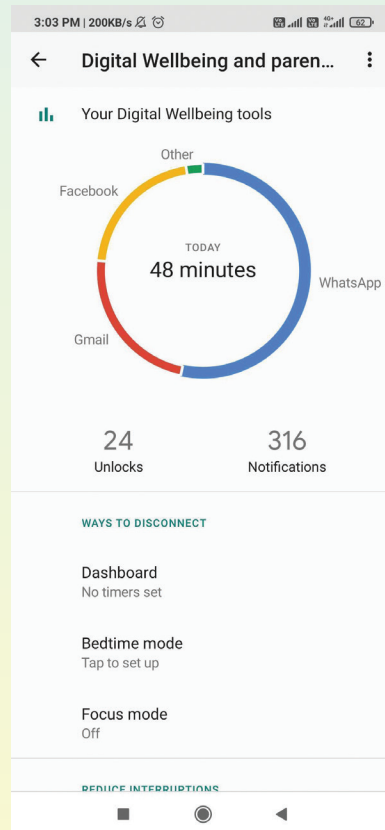 3:03 PM | 200KB/s
4G+ 62
Digital Wellbeing and paren...
Your Digital Wellbeing tools
Other
Facebook
TODAY
48 minutes
WhatsApp
Gmail
24 316
Unlocks Notifications
WAYS TO DISCONNECT
Dashboard
No timers set
Bedtime mode
Tap to set up
Focus mode
Off
REDUCE INTERRUPTIONS